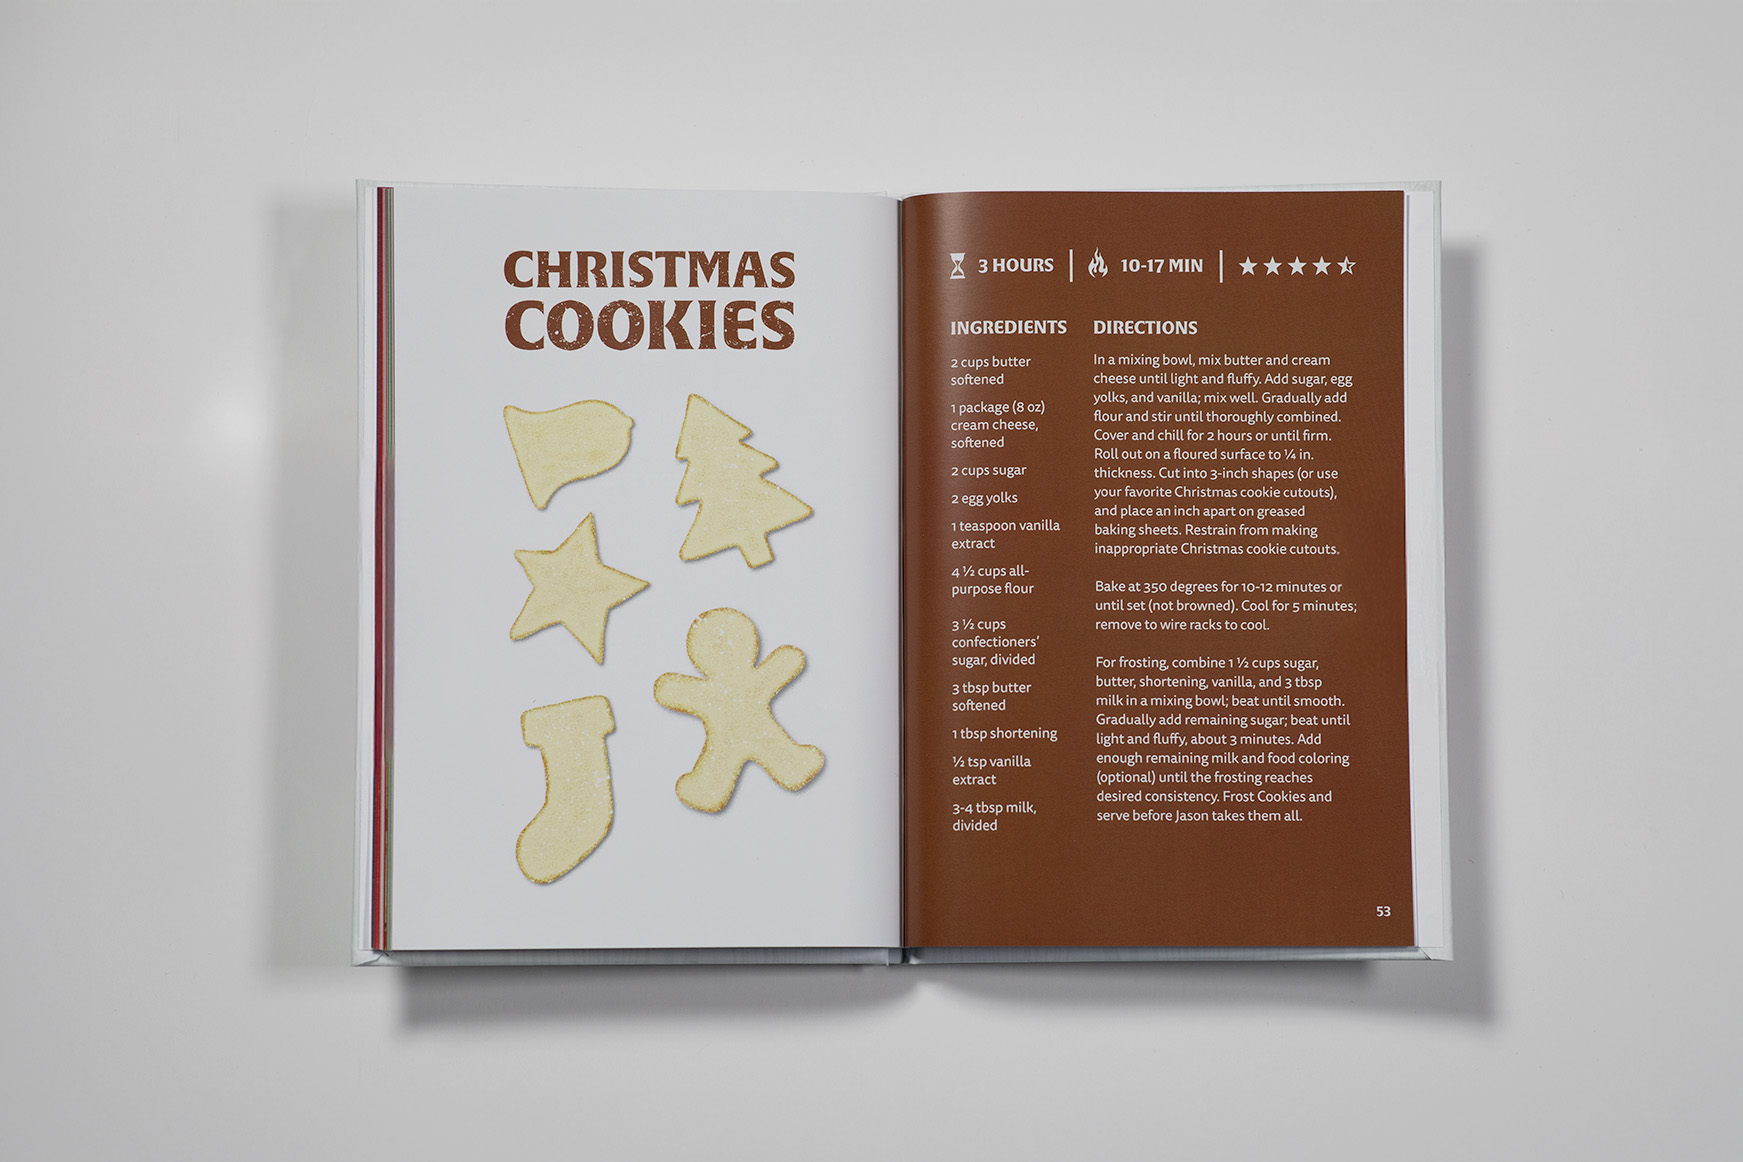 CHRISTMAS
COOKIES
3 HOURS | 10-17 MIN |
INGREDIENTS
2 cups butter
softened
1 package (8 oz)
cream cheese,
softened
2 cups sugar
2 egg yolks
1 teaspoon vanilla
extract
4 ½ cups all-
purpose flour
3 ½ cups
confectioners'
sugar, divided
3 tbsp butter
softened
1 tbsp shortening
½ tsp vanilla
extract
3-4 tbsp milk,
divided
DIRECTIONS
In a mixing bowl, mix butter and cream
cheese until light and fluffy. Add sugar, egg
yolks, and vanilla; mix well. Gradually add
flour and stir until thoroughly combined.
Cover and chill for 2 hours or until firm.
Roll out on a floured surface to ¼ in.
thickness. Cut into 3-inch shapes (or use
your favorite Christmas cookie cutouts),
and place an inch apart on greased
baking sheets. Restrain from making
inappropriate Christmas cookie cutouts.
Bake at 350 degrees for 10-12 minutes or
until set (not browned). Cool for 5 minutes;
remove to wire racks to cool.
For frosting, combine 1 ½ cups sugar,
butter, shortening, vanilla, and 3 tbsp
milk in a mixing bowl; beat until smooth.
Gradually add remaining sugar; beat until
light and fluffy, about 3 minutes. Add
enough remaining milk and food coloring
(optional) until the frosting reaches
desired consistency. Frost Cookies and
serve before Jason takes them all.
53